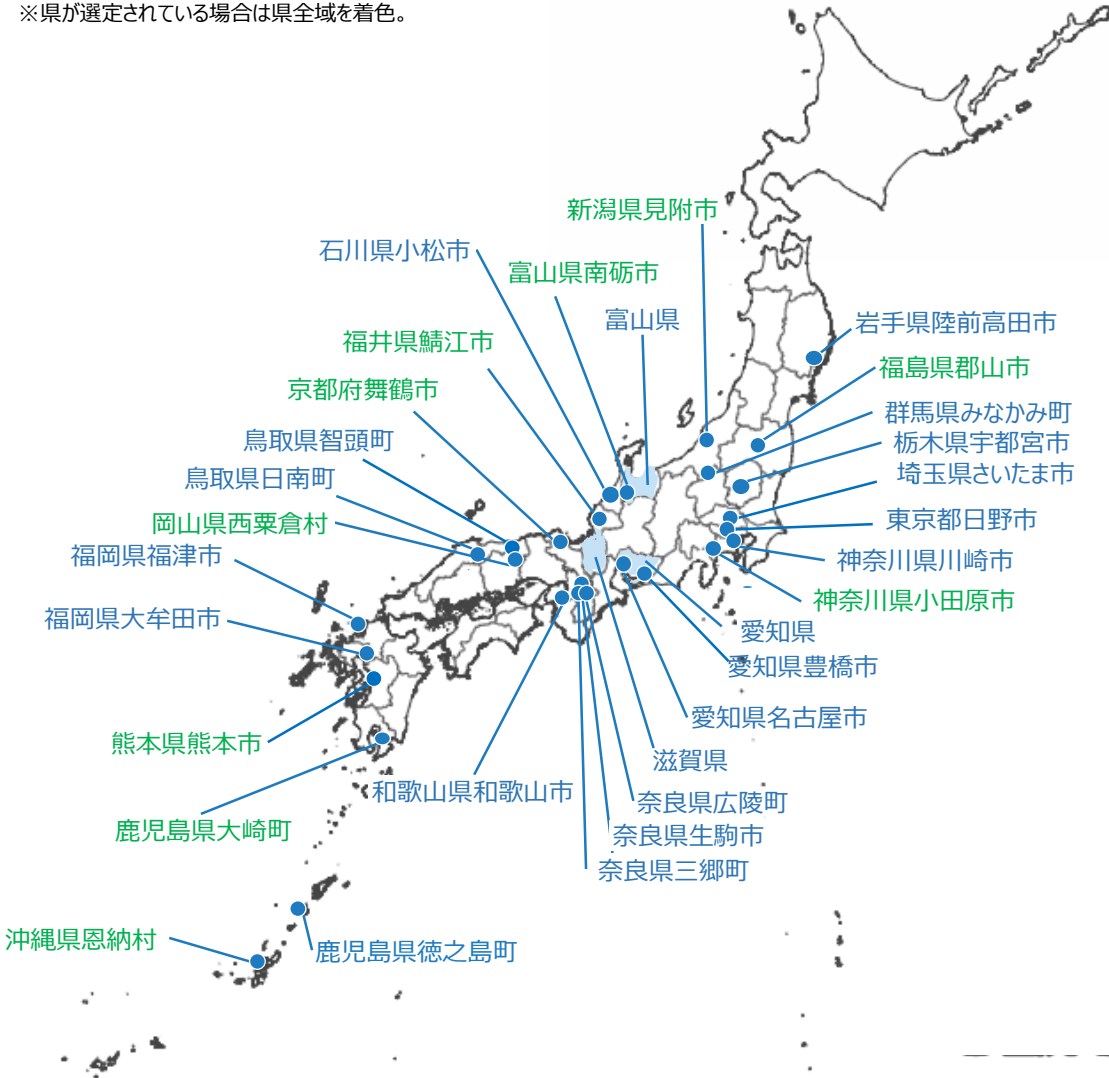 ※県が選定されている場合は県全域を着色。
新潟県見附市
石川県小松市
富山県南砺市
富山県
岩手県陸前高田市
福井県鯖江市
福島県郡山市
京都府舞鶴市
群馬県みなかみ町
鳥取県智頭町
栃木県宇都宮市
鳥取県日南町
埼玉県さいたま市
岡山県西粟倉村
東京都日野市
福岡県福津市
神奈川県川崎市
福岡県大牟田市
神奈川県小田原市
愛知県
愛知県豊橋市
愛知県名古屋市
熊本県熊本市
滋賀県
和歌山県和歌山市
奈良県広陵町
鹿児島県大崎町
奈良県生駒市
奈良県三郷町
沖縄県恩納村
鹿児島県徳之島町